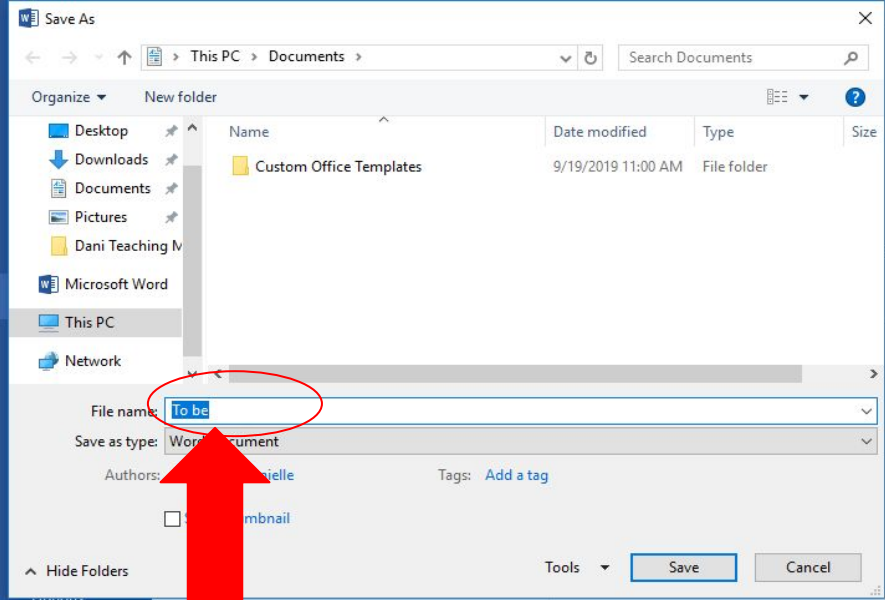 Save As
This PC > Documents >
Search Documents
Organize
New folder
?
Name
Date modified
Type
Size
Desktop
Downloads
Documents
Pictures
Dani Teaching M
Microsoft Word
This PC
Network
Custom Office Templates 9/19/2019 11:00 AM File folder
File name: To be
Save as type: Word Document
Authors:
Tags: Add a tag
Hide Folders
Tools
Save
Cancel